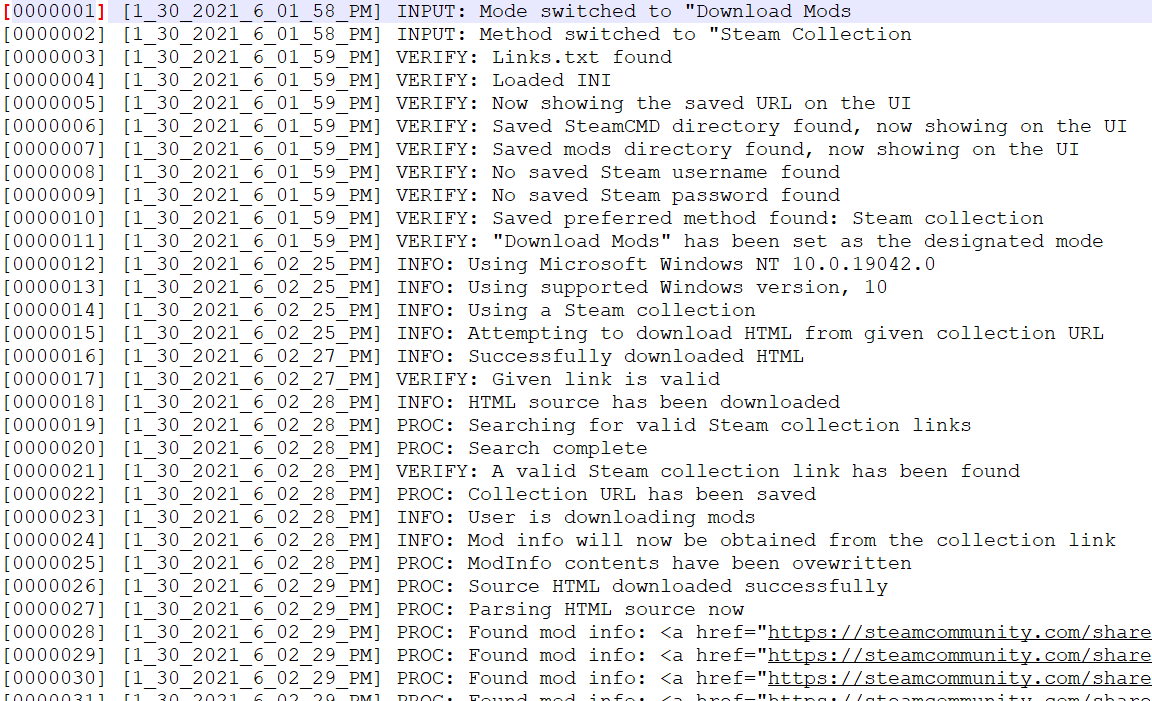 [0000001] [1_30_2021_6_01_58_PM] INPUT: Mode switched to "Download Mods
[0000002] [1_30_2021_6_01_58_PM] INPUT: Method switched to "Steam Collection
[0000003] [1_30_2021_6_01_59_PM] VERIFY: Links.txt found
[0000004] [1_30_2021_6_01_59_PM] VERIFY: Loaded INI
[0000005] [1_30_2021_6_01_59_PM] VERIFY: Now showing the saved URL on the UI
[0000006] [1_30_2021_6_01_59_PM] VERIFY: Saved SteamCMD directory found, now showing on the UI
[0000007] [1_30_2021_6_01_59_PM] VERIFY: Saved mods directory found, now showing on the UI
[0000008] [1_30_2021_6_01_59_PM] VERIFY: No saved Steam username found
[0000009] [1_30_2021_6_01_59_PM] VERIFY: No saved Steam password found
[0000010] [1_30_2021_6_01_59_PM] VERIFY: Saved preferred method found: Steam collection
[0000011] [1_30_2021_6_01_59_PM] VERIFY: "Download Mods" has been set as the designated mode
[0000012] [1_30_2021_6_02_25_PM] INFO: Using Microsoft Windows NT 10.0.19042.0
[0000013] [1_30_2021_6_02_25_PM] INFO: Using supported Windows version, 10
[0000014] [1_30_2021_6_02_25_PM] INFO: Using a Steam collection
[0000015] [1_30_2021_6_02_25_PM] INFO: Attempting to download HTML from given collection URL
[0000016] [1_30_2021_6_02_27_PM] INFO: Successfully downloaded HTML
[0000017] [1_30_2021_6_02_27_PM] VERIFY: Given link is valid
[0000018] [1_30_2021_6_02_28_PM] INFO: HTML source has been downloaded
[0000019] [1_30_2021_6_02_28_PM] PROC: Searching for valid Steam collection links
[0000020] [1_30_2021_6_02_28_PM] PROC: Search complete
[0000021] [1_30_2021_6_02_28_PM] VERIFY: A valid Steam collection link has been found
[0000022] [1_30_2021_6_02_28_PM] PROC: Collection URL has been saved
[0000023] [1_30_2021_6_02_28_PM] INFO: User is downloading mods
[0000024] [1_30_2021_6_02_28_PM] INFO: Mod info will now be obtained from the collection link
[0000025] [1_30_2021_6_02_28_PM] PROC: ModInfo contents have been ovewritten
[0000026] [1_30_2021_6_02_29_PM] PROC: Source HTML downloaded successfully
[0000027] [1_30_2021_6_02_29_PM] PROC: Parsing HTML source now
[0000028] [1_30_2021_6_02_29_PM] PROC: Found mod info: <a href="https://steamcommunity.com/share
[0000029] [1_30_2021_6_02_29_PM] PROC: Found mod info: <a href="https://steamcommunity.com/share
[0000030] [1_30_2021_6_02_29_PM] PROC: Found mod info: <a href="https://steamcommunity.com/share
[0000031] [1_30_2021_6_02_29_PM] PROC: Found mod info: <a href="https://steamcommunity.com/share